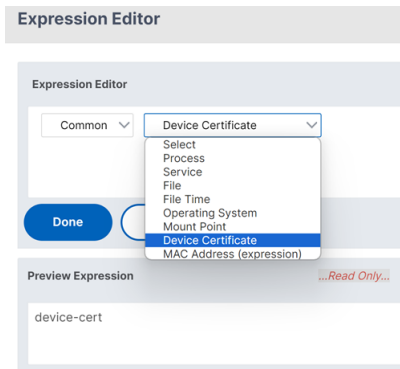 Expression Editor
Expression Editor
Common
Device Certificate
Select
Process
Service
File
File Time
Operating System
Mount Point
Device Certificate
MAC Address (expression)
Done
Preview Expression
...Read Only...
device-cert